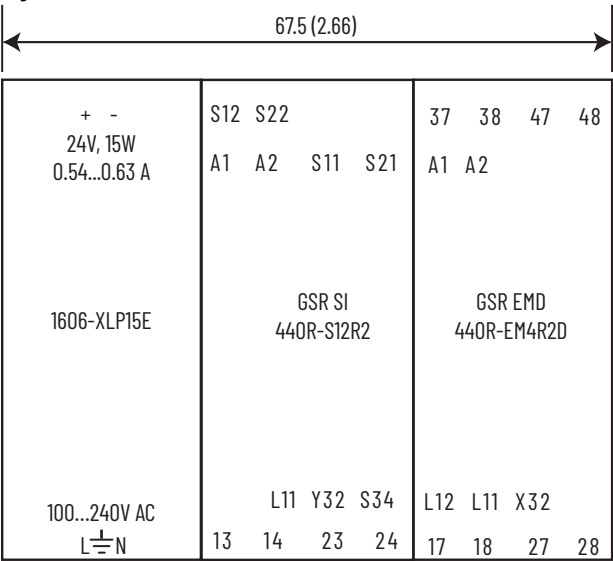 67.5 (2.66)
+ -
24V, 15W
0.54...0.63 A
1606-XLP15E
100...240V AC
L N
S12 S22
A1 A2 S11 S21
GSR SI
440R-S12R2
L11 Y32 S34
13 14 23 24
37 38 47 48
A1 A2
GSR EMD
440R-EM4R2D
L12 L11 X32
17 18 27 28